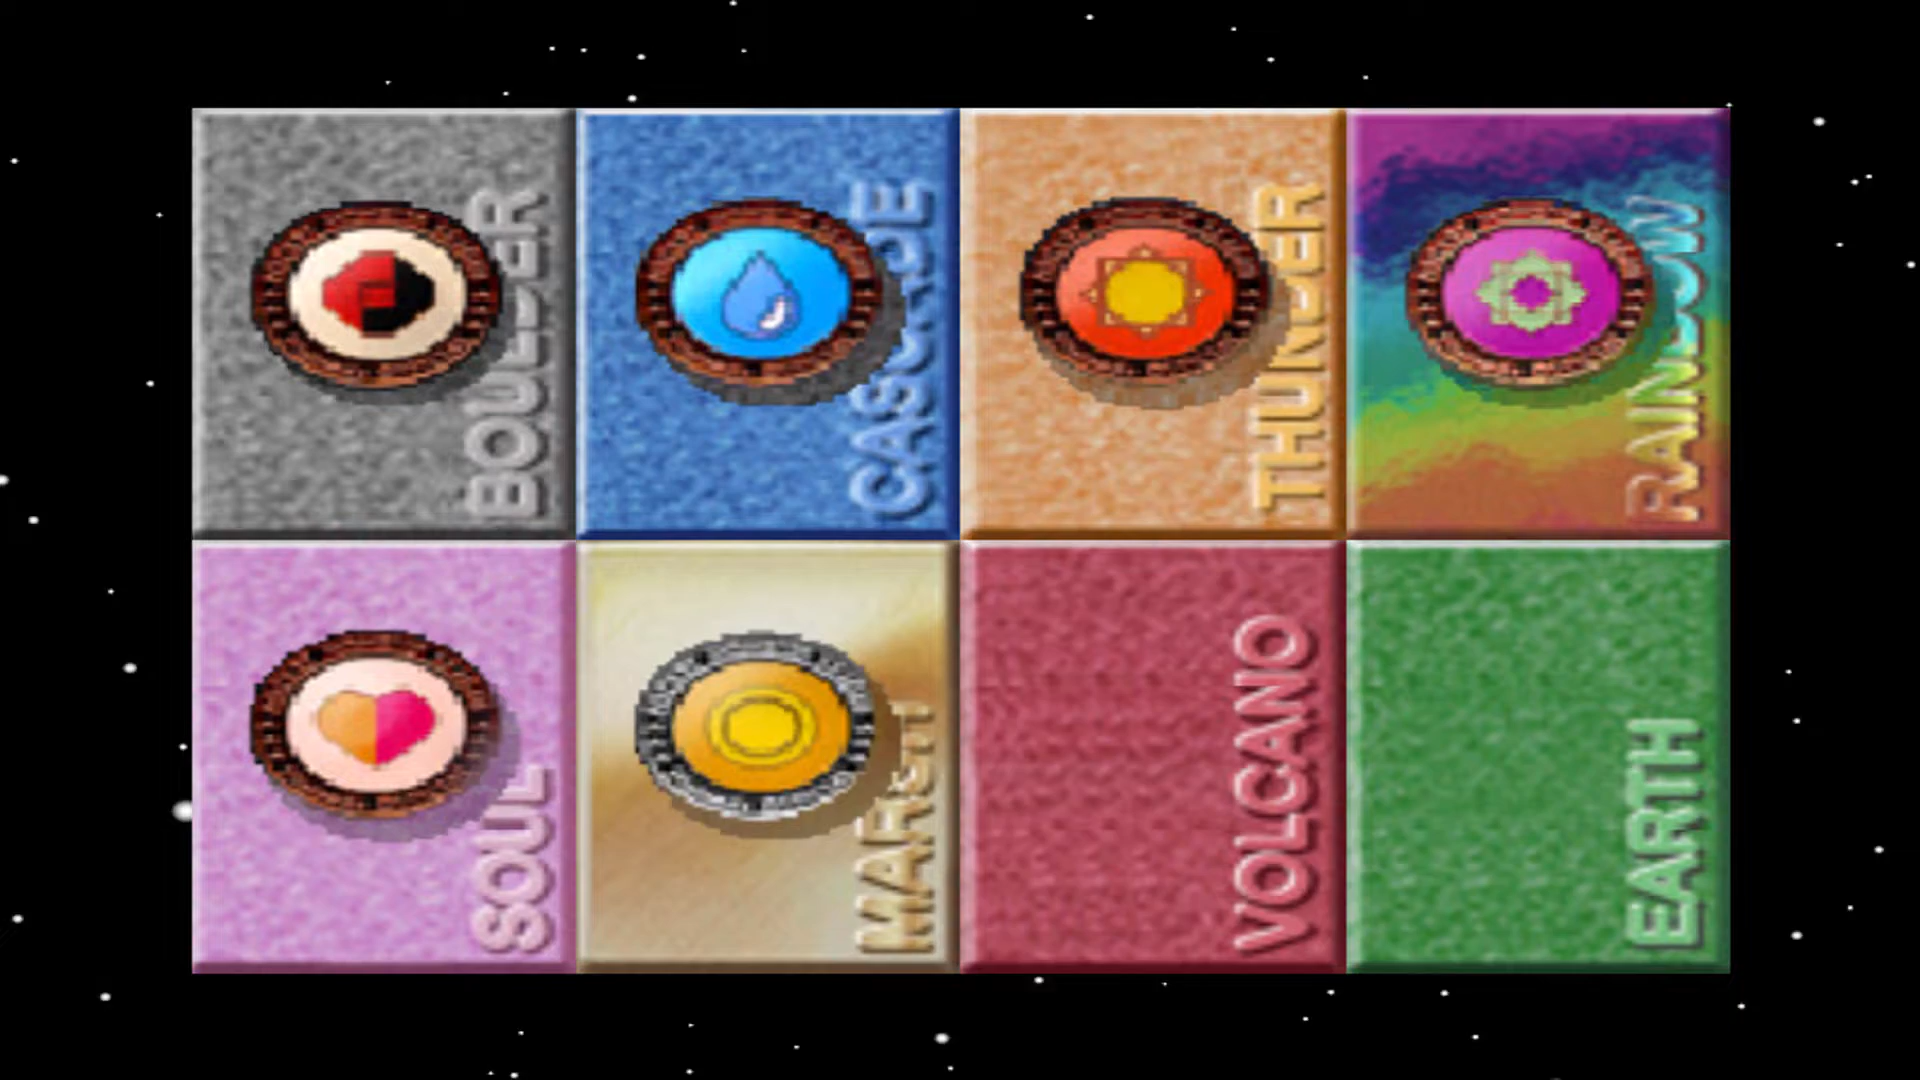 BOULDER
CASCADE
THUNDER
RAINBOW
SOUL
MARSH
VOLCANO
EARTH